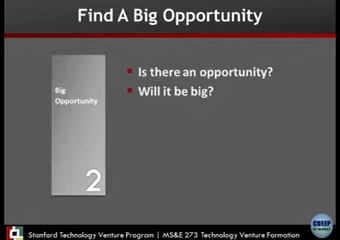 Find A Big Opportunity
Is there an opportunity?
Will it be big?
Big
Opportunity
2
Stanford Technology Venture Program | MS&E 273 Technology Venture Formation